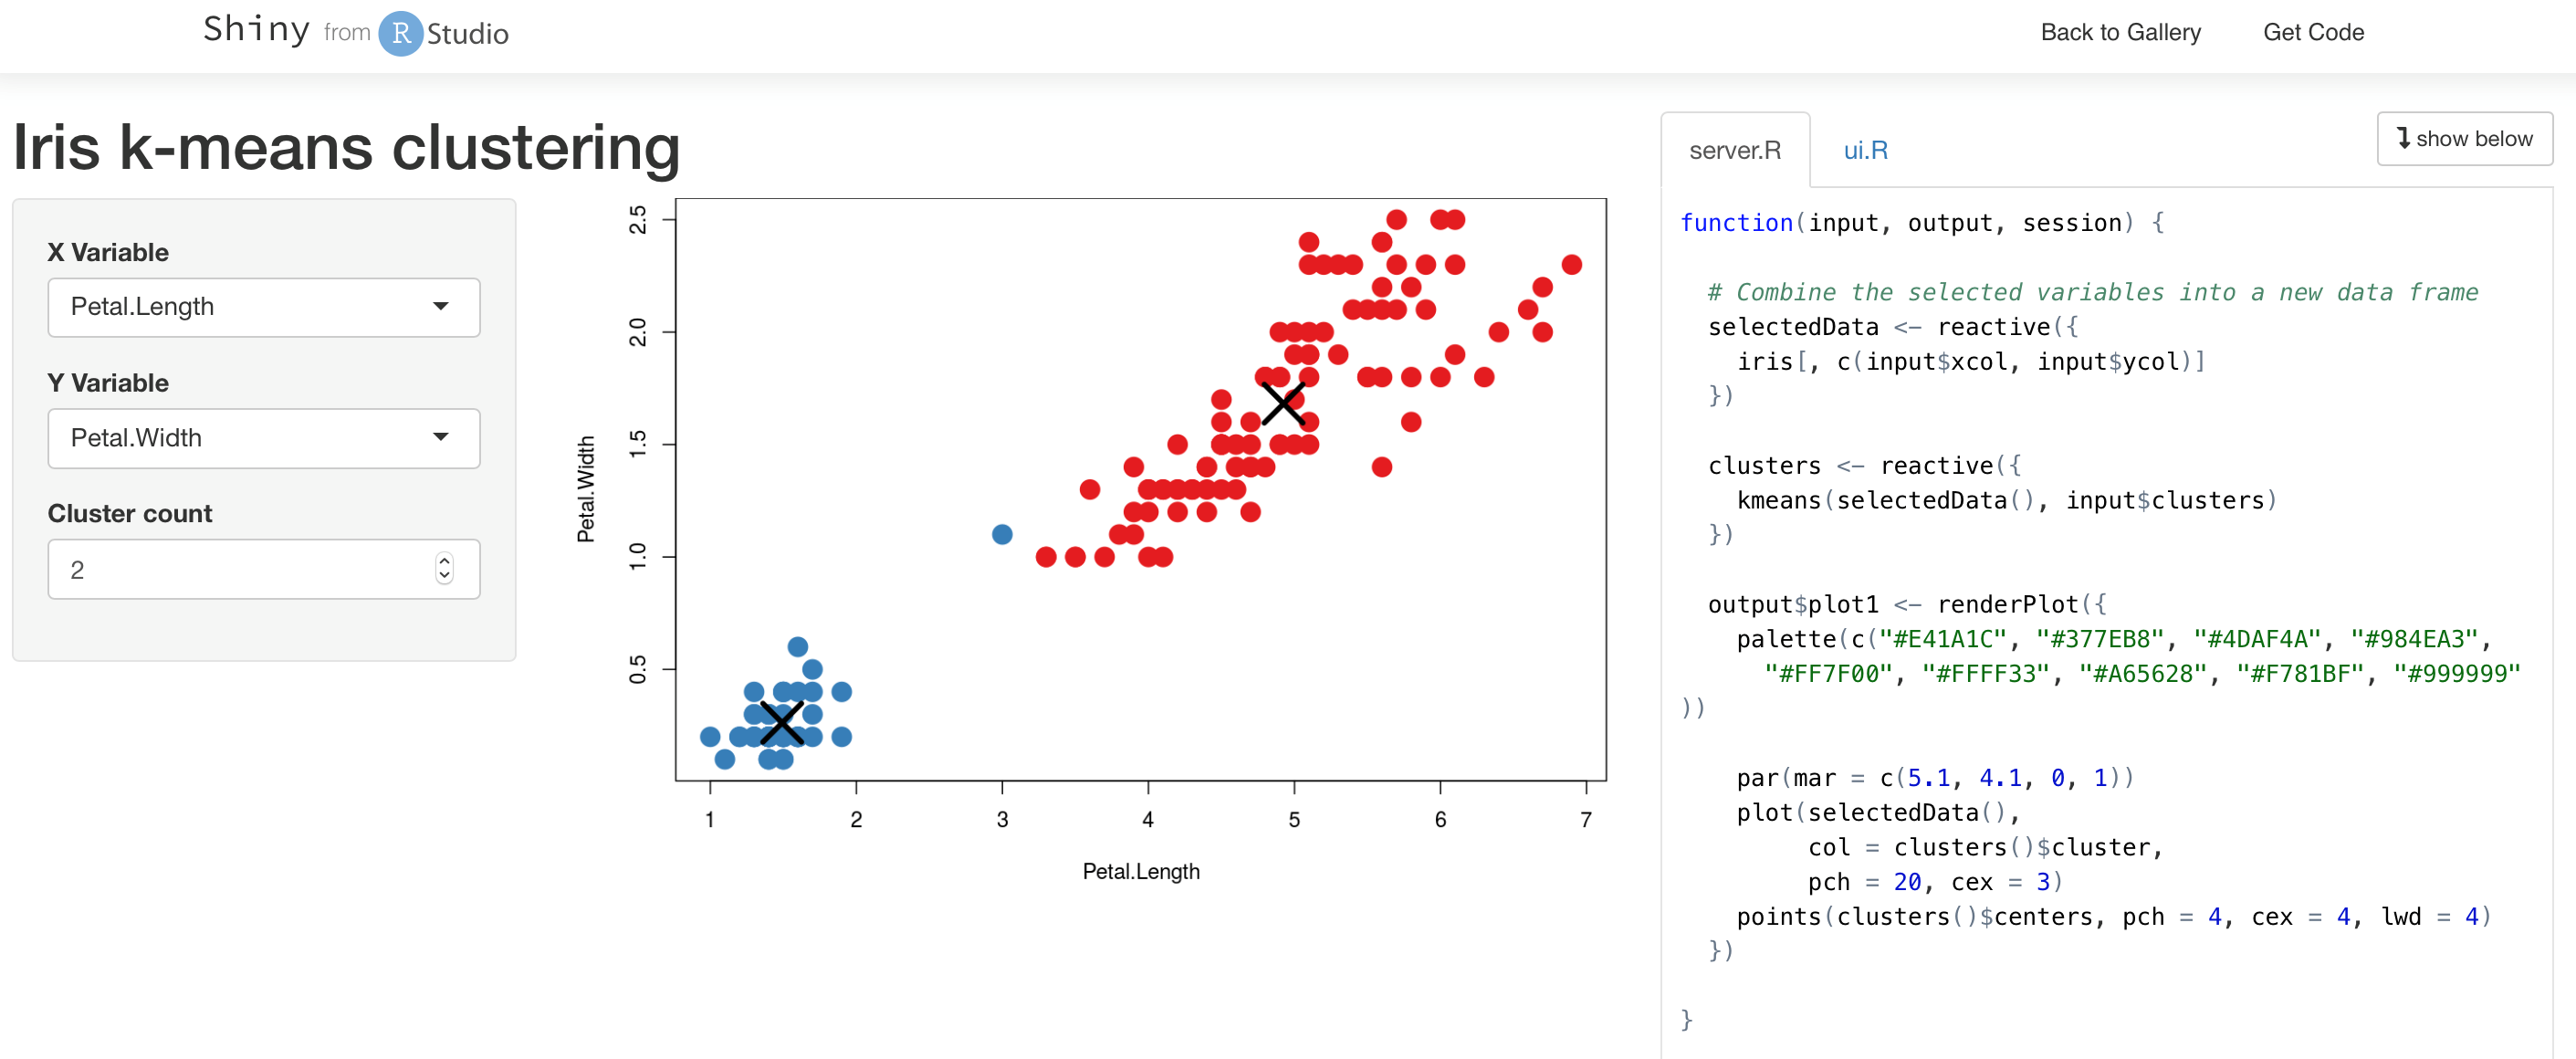 Shiny from R Studio
Back to Gallery
Get Code
Iris k-means clustering
X Variable
Petal.Length
Y Variable
Petal.Width
Cluster count
2
2.5
2.0
1.5
1.0
0.5
Petal.Width
1 2 3 4 5 6 7
Petal.Length
server.R
ui.R
show below
function(input, output, session) {

  # Combine the selected variables into a new data frame
  selectedData <- reactive({
    iris[, c(input$xcol, input$ycol)]
  })

  clusters <- reactive({
    kmeans(selectedData(), input$clusters)
  })

  output$plot1 <- renderPlot({
    palette(c("#E41A1C", "#377EB8", "#4DAF4A", "#984EA3",
      "#FF7F00", "#FFFF33", "#A65628", "#F781BF", "#999999"
))

    par(mar = c(5.1, 4.1, 0, 1))
    plot(selectedData(),
         col = clusters()$cluster,
         pch = 20, cex = 3)
    points(clusters()$centers, pch = 4, cex = 4, lwd = 4)
  })

}